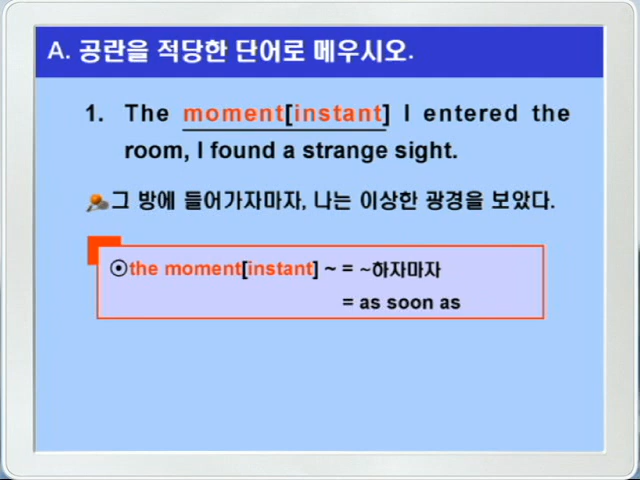 A. 공란을 적당한 단어로 메우시오.
1. The moment[instant] I entered the
room, I found a strange sight.
그 방에 들어가자마자, 나는 이상한 광경을 보았다.
⊙the moment[instant] ~ = ~하자마자
= as soon as